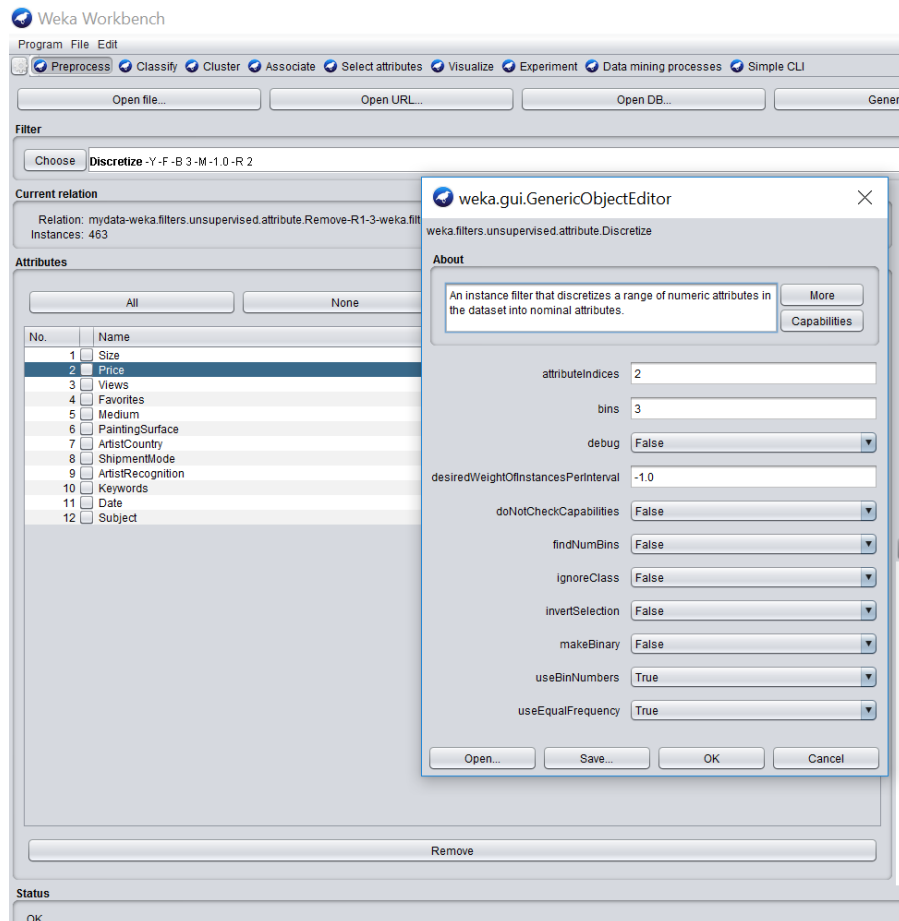 Weka Workbench
Program File Edit
Preprocess Classify Cluster Associate Select attributes Visualize Experiment Data mining processes Simple CLI
Open file... Open URL... Open DB... Gener
Filter
Choose Discretize -Y -F -B 3 -M -1.0 -R 2
Current relation
Relation: mydata-weka.filters.unsupervised.attribute.Remove-R1-3-weka.filt
Instances: 463
Attributes
All None
No. Name
1 Size
2 Price
3 Views
4 Favorites
5 Medium
6 PaintingSurface
7 ArtistCountry
8 ShipmentMode
9 ArtistRecognition
10 Keywords
11 Date
12 Subject
Remove
Status
OK
weka.gui.GenericObjectEditor
weka.filters.unsupervised.attribute.Discretize
About
An instance filter that discretizes a range of numeric attributes in
the dataset into nominal attributes.
More
Capabilities
attributeIndices 2
bins 3
debug False
desiredWeightOfInstancesPerInterval -1.0
doNotCheckCapabilities False
findNumBins False
ignoreClass False
invertSelection False
makeBinary False
useBinNumbers True
useEqualFrequency True
Open... Save... OK Cancel